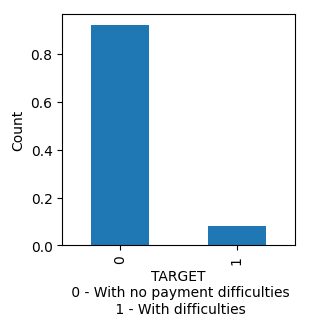 0.8
0.6
0.4
0.2
0.0
Count
0
1
TARGET
0 - With no payment difficulties
1 - With difficulties